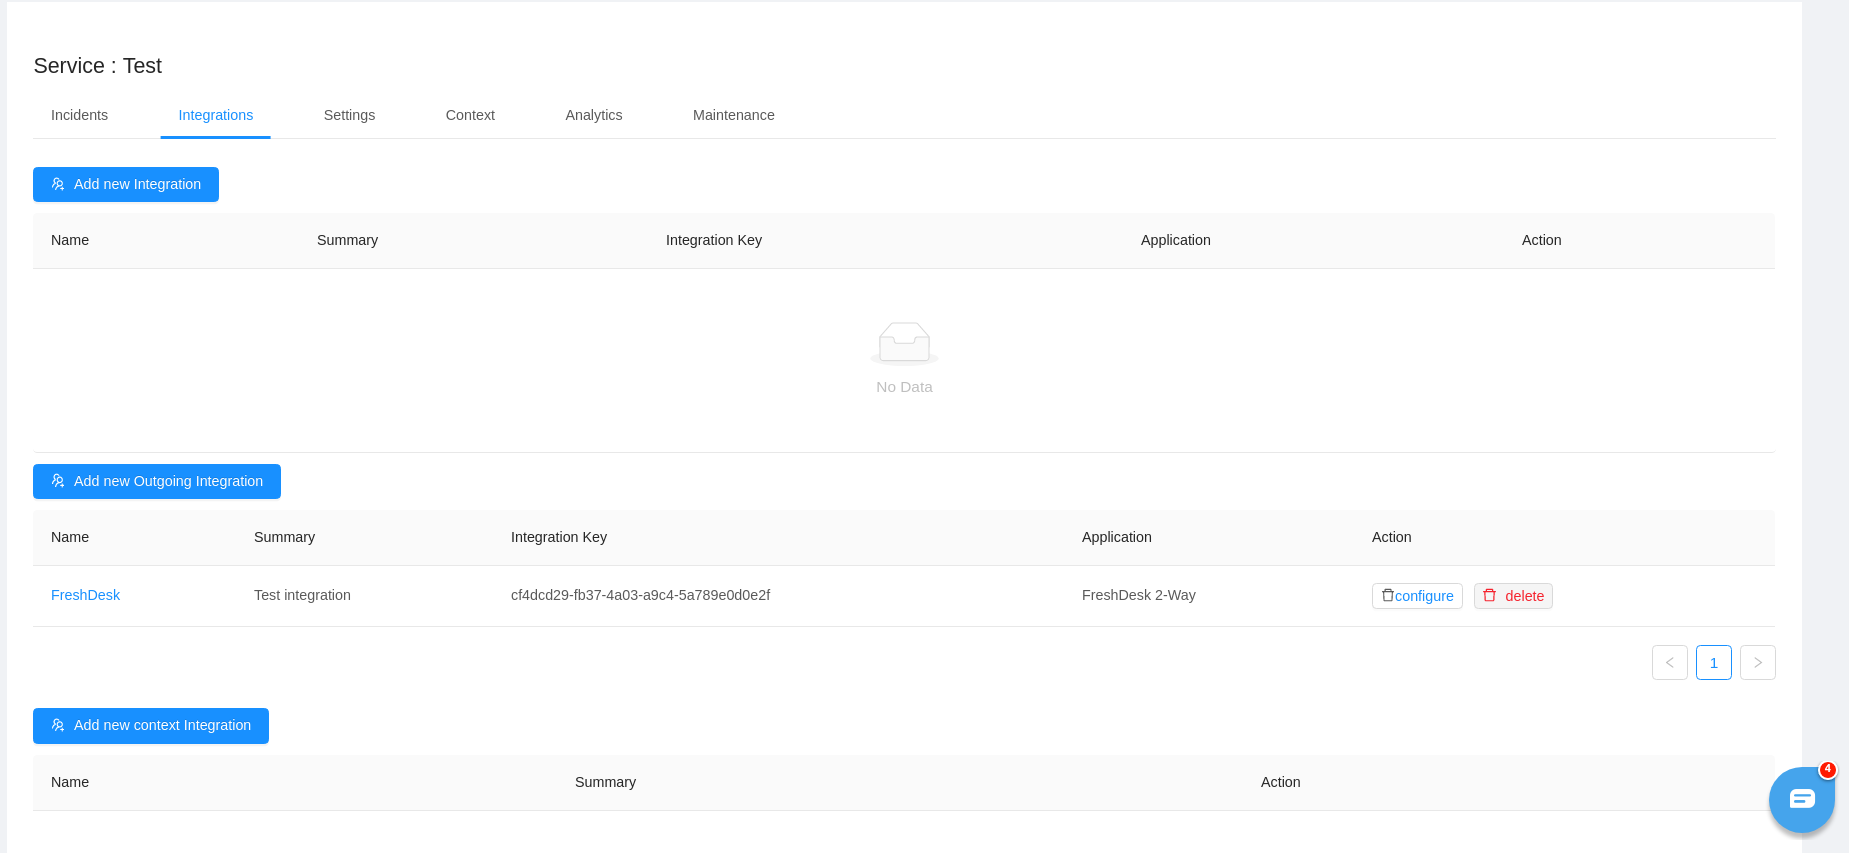 Service : Test
Incidents Integrations Settings Context Analytics Maintenance
Add new Integration
Name Summary Integration Key Application Action
No Data
Add new Outgoing Integration
Name Summary Integration Key Application Action
FreshDesk Test integration cf4dcd29-fb37-4a03-a9c4-5a789e0d0e2f FreshDesk 2-Way configure delete
1
Add new context Integration
4
Name Summary Action